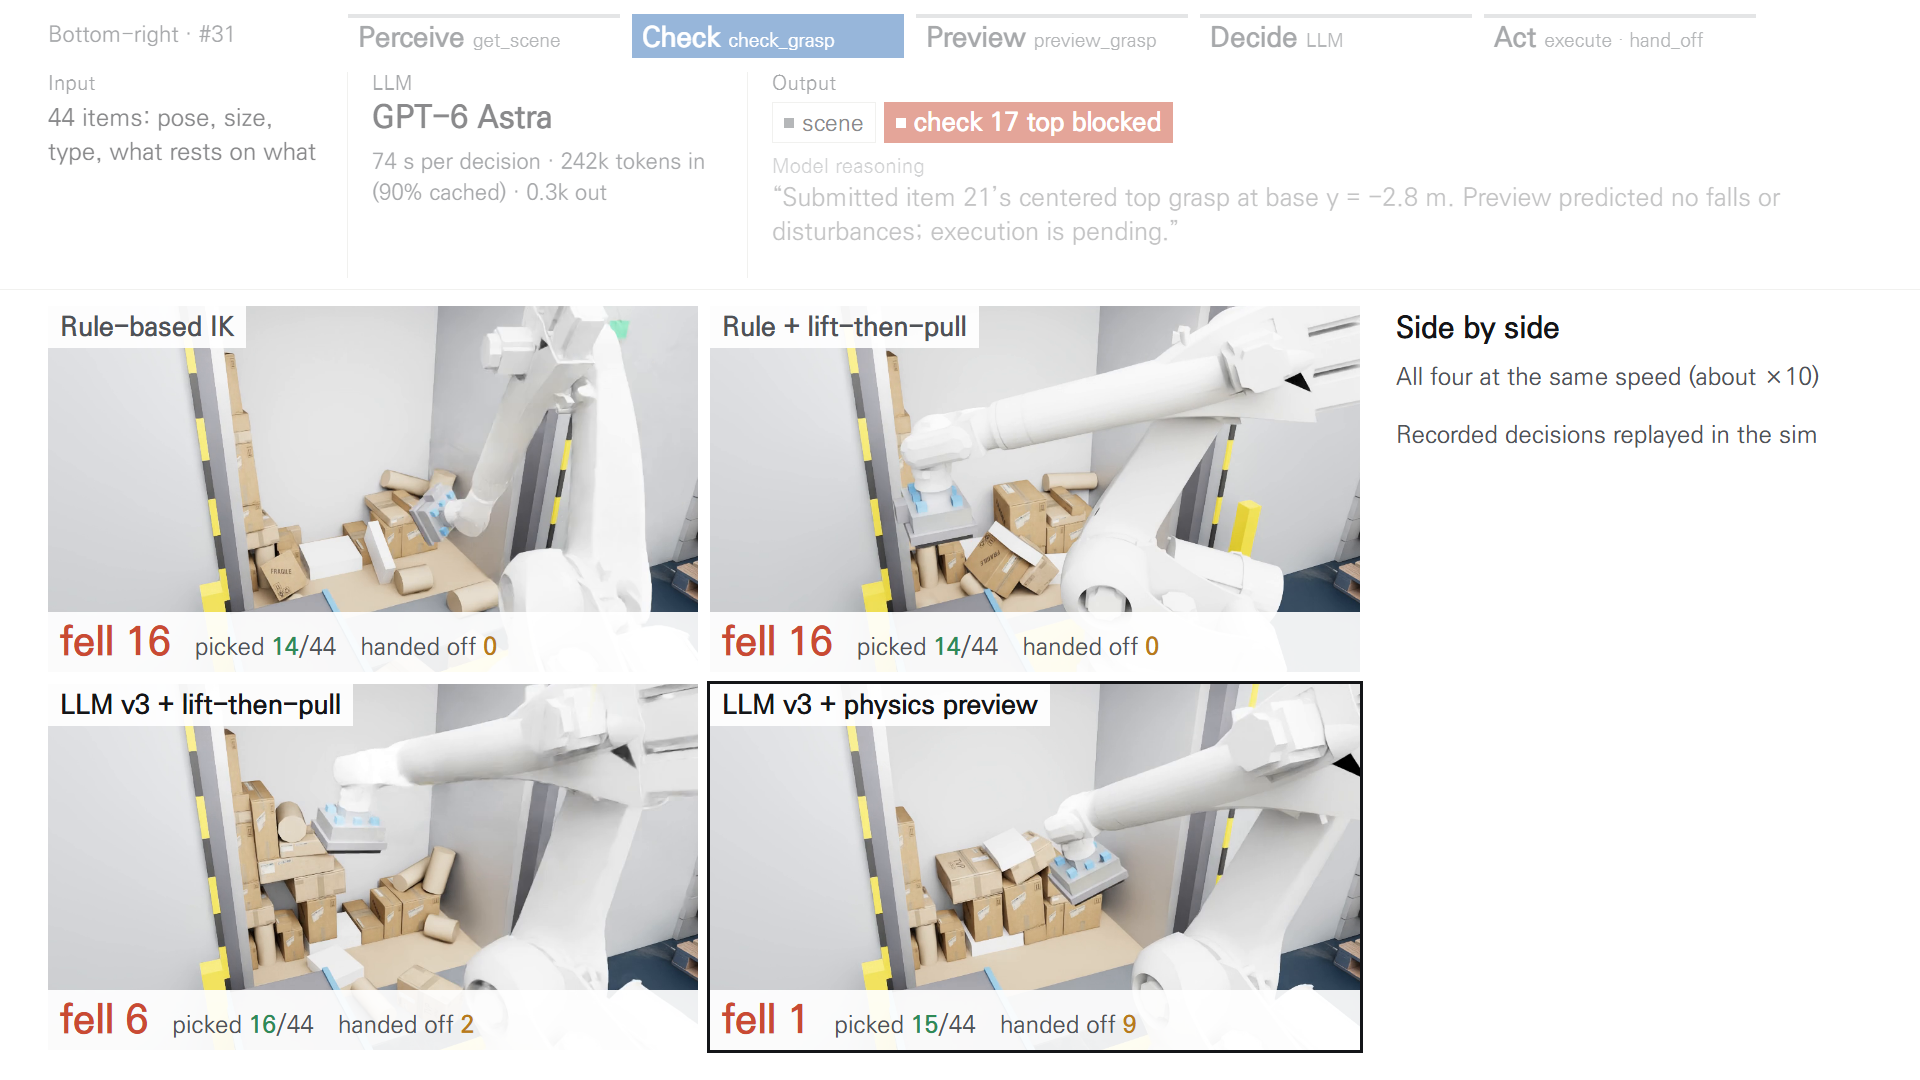 Bottom-right · #31
Perceive get_scene
Check check_grasp
Preview preview_grasp
Decide LLM
Act execute · hand_off
Input
44 items: pose, size,
type, what rests on what
LLM
GPT-6 Astra
74 s per decision · 242k tokens in
(90% cached) · 0.3k out
Output
scene
check 17 top blocked
Model reasoning
“Submitted item 21’s centered top grasp at base y = −2.8 m. Preview predicted no falls or
disturbances; execution is pending.”
Rule-based IK
FRAGILE
fell 16 picked 14/44 handed off 0
Rule + lift-then-pull
FRAGILE
fell 16 picked 14/44 handed off 0
Side by side
All four at the same speed (about ×10)
Recorded decisions replayed in the sim
LLM v3 + lift-then-pull
fell 6 picked 16/44 handed off 2
LLM v3 + physics preview
fell 1 picked 15/44 handed off 9